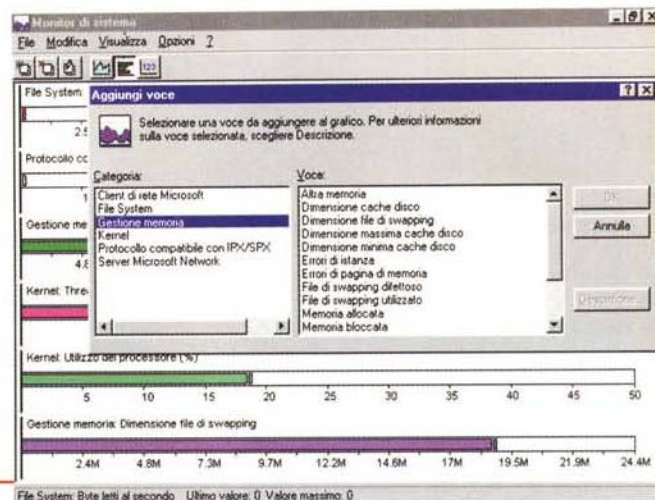 Monitor di sistema
File Modifica Visualizza Opzioni ?
File System
Aggiungi voce
Selezionare una voce da aggiungere al grafico. Per ulteriori informazioni
sulla voce selezionata, scegliere Descrizione.
Categoria:
Client di rete Microsoft
File System
Gestione memoria
Kernel
Protocollo compatibile con IPX/SPX
Server Microsoft Network
Voce:
Altra memoria
Dimensione cache disco
Dimensione file di swapping
Dimensione massima cache disco
Dimensione minima cache disco
Errori di istanza
Errori di pagina di memoria
File di swapping difettoso
File di swapping utilizzato
Memoria allocata
Memoria bloccata
OK
Annulla
Descrizione...
2.5
Protocollo co
1
Gestione me
4.8
Kernel: Thre
Kernel: Utilizzo del processore (%)
5 10 15 20 25 30 35 40 45 50
Gestione memoria: Dimensione file di swapping
2.4M 4.8M 7.3M 9.7M 12.2M 14.6M 17M 19.5M 21.9M 24.4M
File System: Byte letti al secondo Ultimo valore: 0 Valore massimo: 0